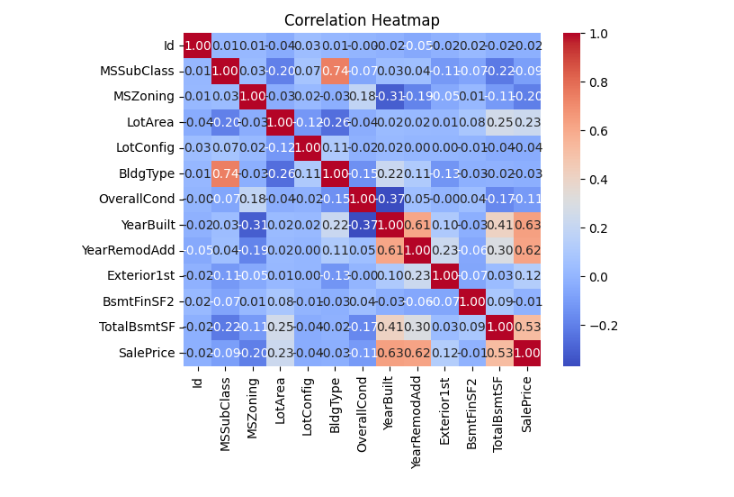 Correlation Heatmap
Id 1.00 0.01 0.01 -0.04 0.03 0.01 -0.00 -0.02 -0.05 -0.02 0.02 -0.02 -0.02
MSSubClass 0.01 1.00 0.03 -0.20 0.07 0.74 -0.07 0.03 0.04 -0.11 -0.07 -0.22 -0.09
MSZoning 0.01 0.03 1.00 -0.03 0.02 -0.03 0.18 -0.31 -0.19 -0.05 0.01 -0.11 -0.20
LotArea -0.04 -0.20 -0.03 1.00 -0.12 -0.26 -0.04 0.02 0.02 0.01 0.08 0.25 0.23
LotConfig 0.03 0.07 0.02 -0.12 1.00 0.11 -0.02 0.02 0.00 0.00 -0.01 -0.04 -0.04
BldgType 0.01 0.74 -0.03 -0.26 0.11 1.00 -0.15 0.22 0.11 -0.13 -0.03 -0.02 -0.03
OverallCond -0.00 -0.07 0.18 -0.04 -0.02 -0.15 1.00 -0.37 0.05 -0.00 0.04 -0.17 -0.11
YearBuilt -0.02 0.03 -0.31 0.02 0.02 0.22 -0.37 1.00 0.61 0.10 -0.03 0.41 0.63
YearRemodAdd -0.05 0.04 -0.19 0.02 0.00 0.11 0.05 0.61 1.00 0.23 -0.06 0.30 0.62
Exterior1st -0.02 -0.11 -0.05 0.01 0.00 -0.13 -0.00 0.10 0.23 1.00 -0.07 0.03 0.12
BsmtFinSF2 0.02 -0.07 0.01 0.08 -0.01 -0.03 0.04 -0.03 -0.06 -0.07 1.00 0.09 -0.01
TotalBsmtSF -0.02 -0.22 -0.11 0.25 -0.04 -0.02 -0.17 0.41 0.30 0.03 0.09 1.00 0.53
SalePrice -0.02 -0.09 -0.20 0.23 -0.04 -0.03 -0.11 0.63 0.62 0.12 -0.01 0.53 1.00
Id
MSSubClass
MSZoning
LotArea
LotConfig
BldgType
OverallCond
YearBuilt
YearRemodAdd
Exterior1st
BsmtFinSF2
TotalBsmtSF
SalePrice
1.0
0.8
0.6
0.4
0.2
0.0
−0.2